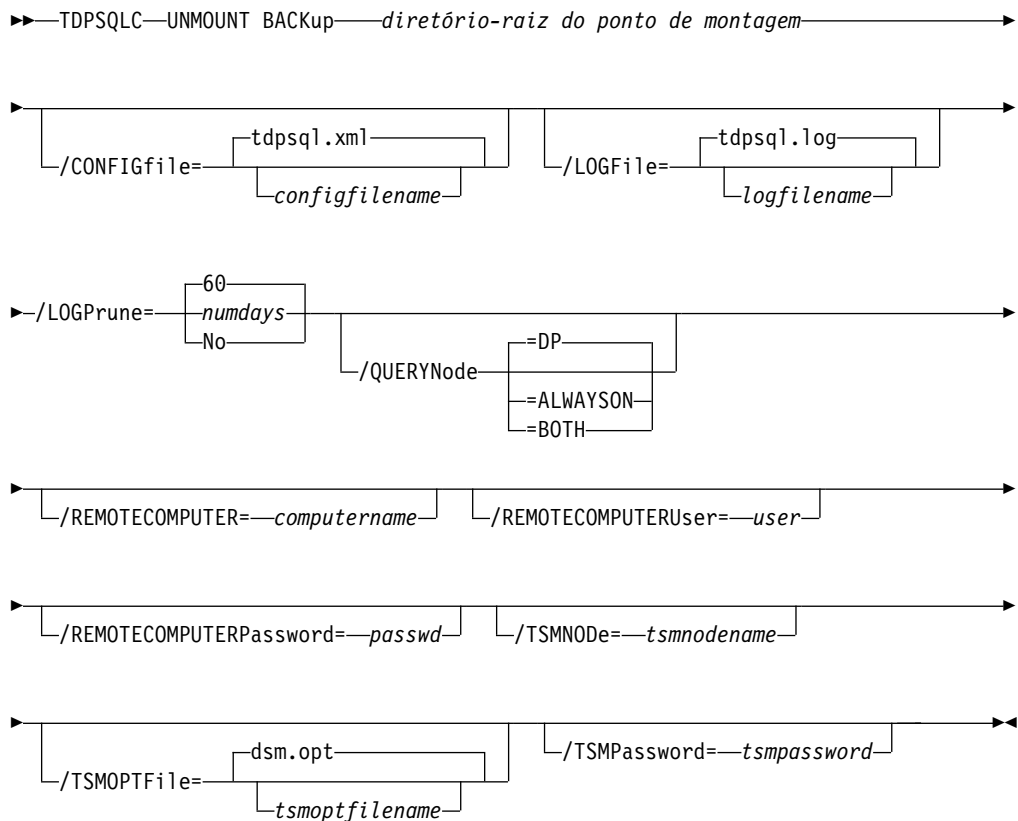 TDPSQLC UNMOUNT BACKup diretório-raiz do ponto de montagem
/CONFIGfile= tdpsql.xml configfilename /LOGFile= tdpsql.log logfilename
/LOGPrune= 60 numdays No /QUERYNode =DP =ALWAYSON =BOTH
/REMOTECOMPUTER= computername /REMOTECOMPUTERUser= user
/REMOTECOMPUTERPassword= passwd /TSMNODe= tsmnodename
/TSMOPTFile= dsm.opt tsmoptfilename /TSMPassword= tsmpassword